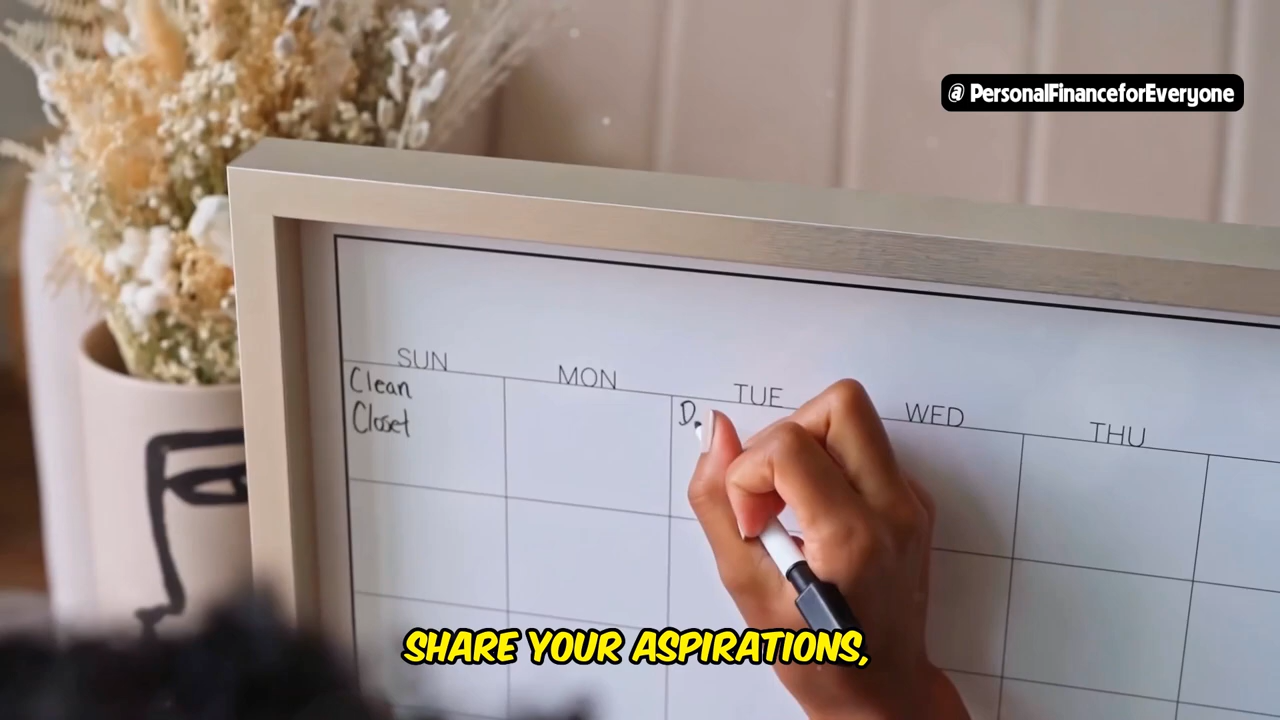 @ PersonalFinanceforEveryone
SUN MON TUE WED THU
Clean
Closet
D
SHARE YOUR ASPIRATIONS,